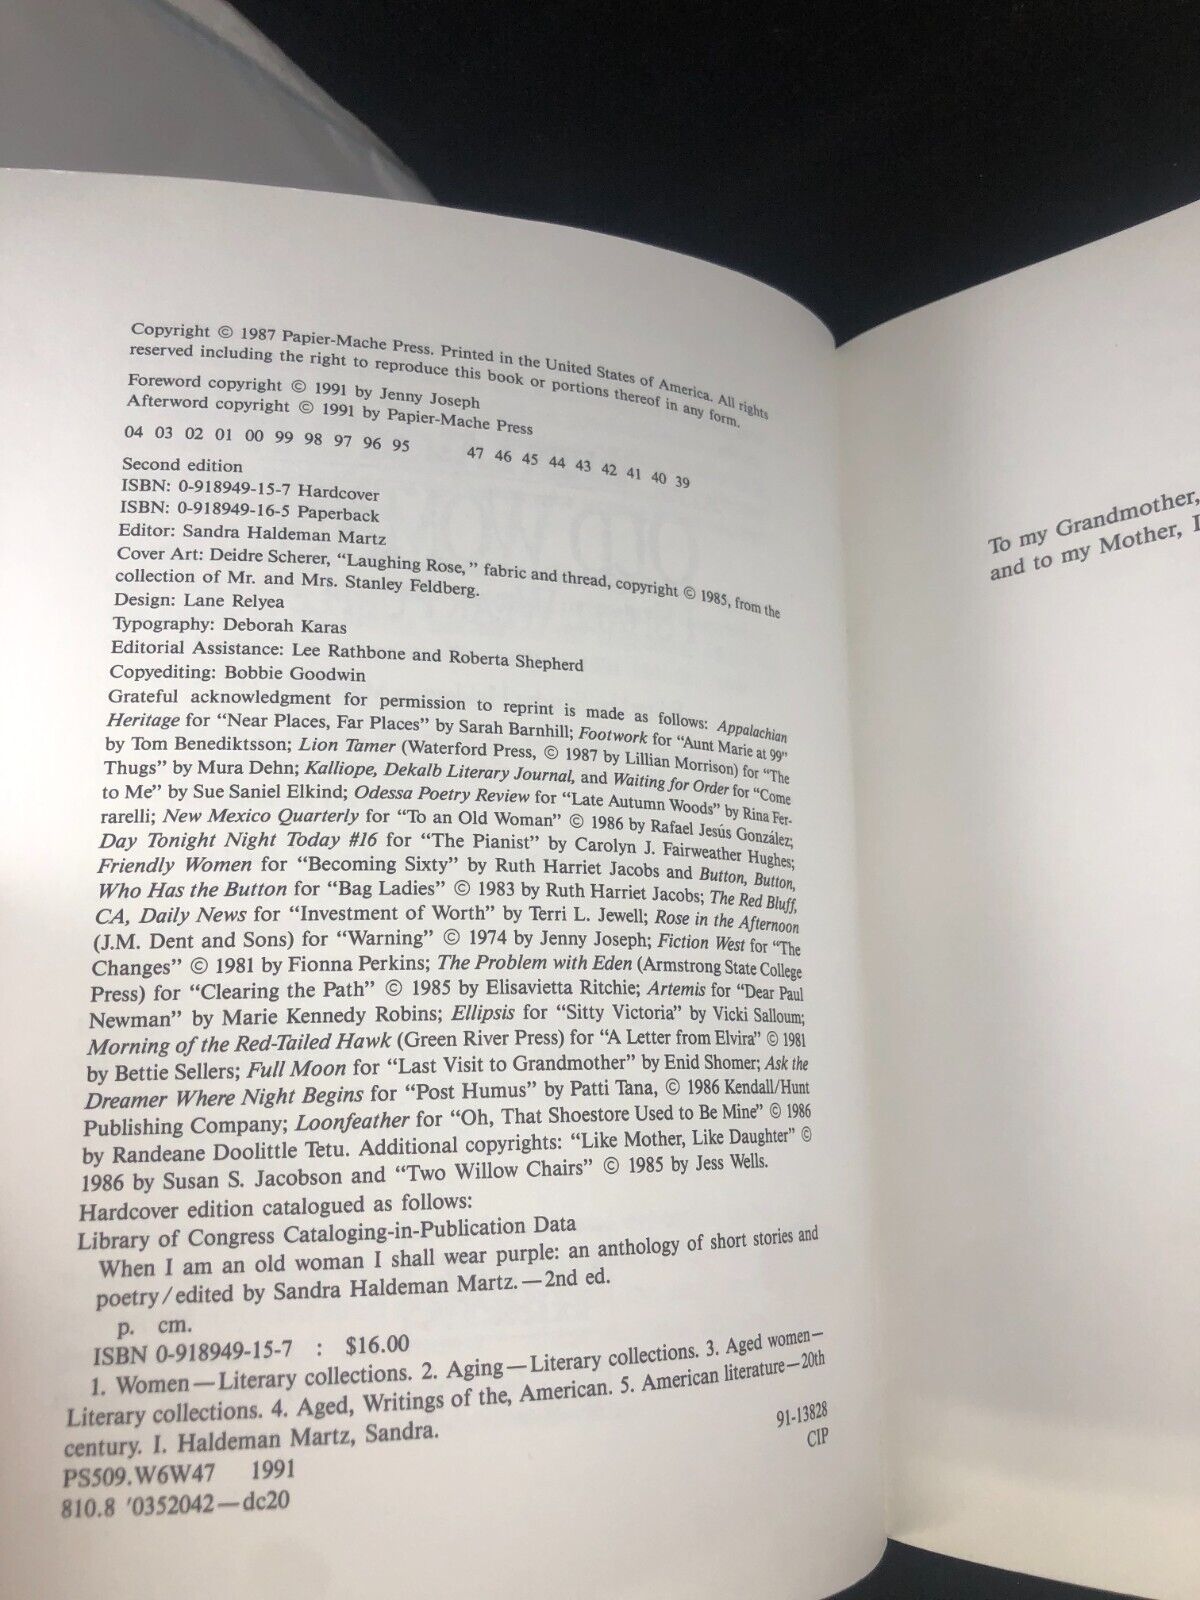 Copyright © 1987 Papier-Mache Press. Printed in the United States of America. All rights
reserved including the right to reproduce this book or portions thereof in any form.
Foreword copyright © 1991 by Jenny Joseph
Afterword copyright © 1991 by Papier-Mache Press
04 03 02 01 00 99 98 97 96 95 47 46 45 44 43 42 41 40 39
Second edition
ISBN: 0-918949-15-7 Hardcover
ISBN: 0-918949-16-5 Paperback
Editor: Sandra Haldeman Martz
Cover Art: Deidre Scherer, “Laughing Rose,” fabric and thread, copyright © 1985, from the
collection of Mr. and Mrs. Stanley Feldberg.
Design: Lane Relyea
Typography: Deborah Karas
Editorial Assistance: Lee Rathbone and Roberta Shepherd
Copyediting: Bobbie Goodwin
Grateful acknowledgment for permission to reprint is made as follows: Appalachian
Heritage for “Near Places, Far Places” by Sarah Barnhill; Footwork for “Aunt Marie at 99”
by Tom Benediktsson; Lion Tamer (Waterford Press, © 1987 by Lillian Morrison) for “The
Thugs” by Mura Dehn; Kalliope, Dekalb Literary Journal, and Waiting for Order for “Come
to Me” by Sue Saniel Elkind; Odessa Poetry Review for “Late Autumn Woods” by Rina Fer-
rarelli; New Mexico Quarterly for “To an Old Woman” © 1986 by Rafael Jesús González;
Day Tonight Night Today #16 for “The Pianist” by Carolyn J. Fairweather Hughes;
Friendly Women for “Becoming Sixty” by Ruth Harriet Jacobs and Button, Button,
Who Has the Button for “Bag Ladies” © 1983 by Ruth Harriet Jacobs; The Red Bluff,
CA, Daily News for “Investment of Worth” by Terri L. Jewell; Rose in the Afternoon
(J.M. Dent and Sons) for “Warning” © 1974 by Jenny Joseph; Fiction West for “The
Changes” © 1981 by Fionna Perkins; The Problem with Eden (Armstrong State College
Press) for “Clearing the Path” © 1985 by Elisavietta Ritchie; Artemis for “Dear Paul
Newman” by Marie Kennedy Robins; Ellipsis for “Sitty Victoria” by Vicki Salloum;
Morning of the Red-Tailed Hawk (Green River Press) for “A Letter from Elvira” © 1981
by Bettie Sellers; Full Moon for “Last Visit to Grandmother” by Enid Shomer; Ask the
Dreamer Where Night Begins for “Post Humus” by Patti Tana, © 1986 Kendall/Hunt
Publishing Company; Loonfeather for “Oh, That Shoestore Used to Be Mine” © 1986
by Randeane Doolittle Tetu. Additional copyrights: “Like Mother, Like Daughter” ©
1986 by Susan S. Jacobson and “Two Willow Chairs” © 1985 by Jess Wells.
Hardcover edition catalogued as follows:
Library of Congress Cataloging-in-Publication Data
When I am an old woman I shall wear purple: an anthology of short stories and
poetry/edited by Sandra Haldeman Martz.—2nd ed.
p. cm.
ISBN 0-918949-15-7 : $16.00
1. Women—Literary collections. 2. Aging—Literary collections. 3. Aged women—
Literary collections. 4. Aged, Writings of the, American. 5. American literature—20th
century. I. Haldeman Martz, Sandra.
PS509.W6W47 1991
810.8 '0352042—dc20
91-13828
CIP
To my Grandmother,
and to my Mother,